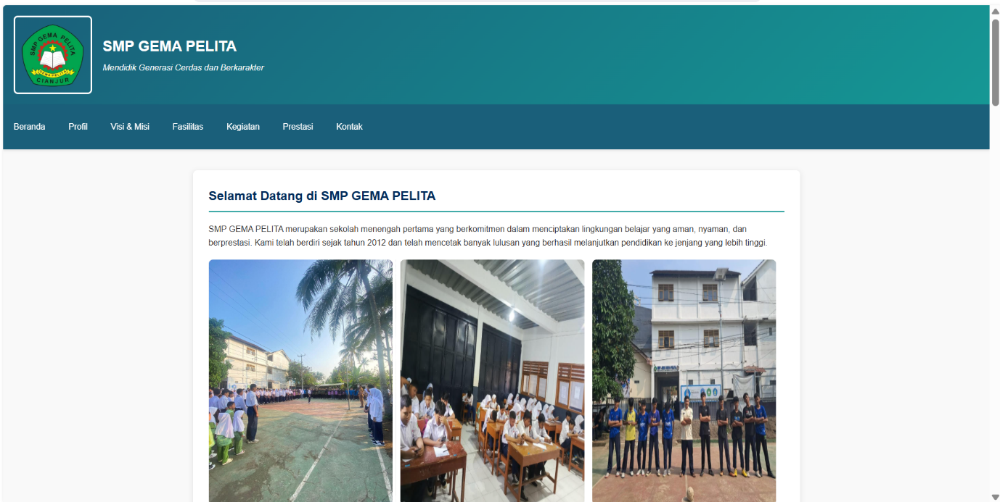 SMP GEMA PELITA
GEMA PELITA
CIANJUR
SMP GEMA PELITA
Mendidik Generasi Cerdas dan Berkarakter
Beranda Profil Visi & Misi Fasilitas Kegiatan Prestasi Kontak
Selamat Datang di SMP GEMA PELITA
SMP GEMA PELITA merupakan sekolah menengah pertama yang berkomitmen dalam menciptakan lingkungan belajar yang aman, nyaman, dan
berprestasi. Kami telah berdiri sejak tahun 2012 dan telah mencetak banyak lulusan yang berhasil melanjutkan pendidikan ke jenjang yang lebih tinggi.